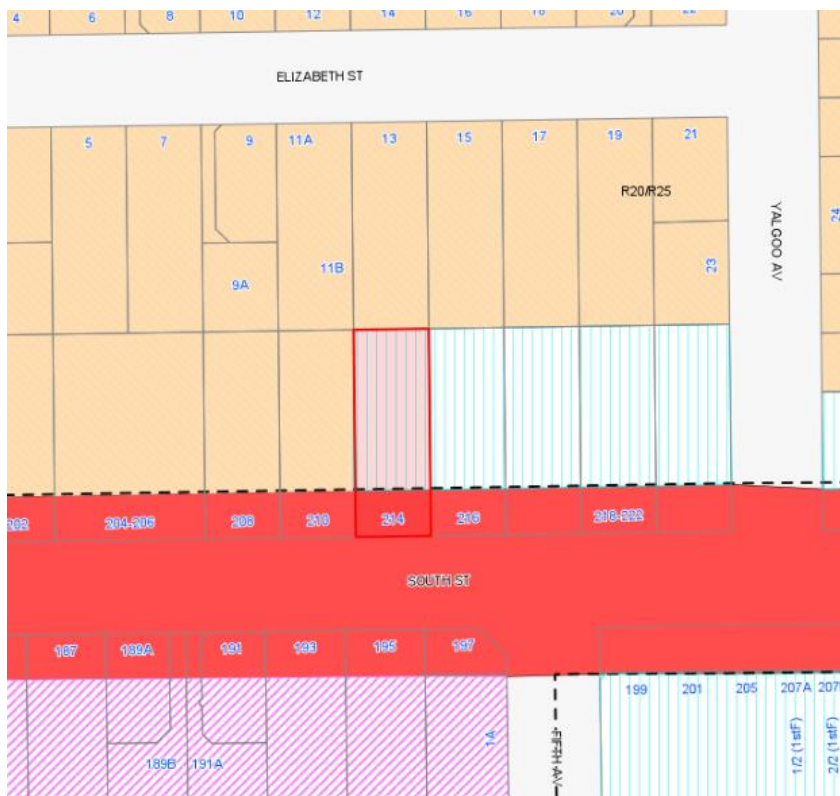 4 6 8 10 12 14 16 18 20 22
ELIZABETH ST
5 7 9 11A 13 15 17 19 21
R20/R25
YALGOO AV
24
11B
23
9A
202 204-206 208 210 214 216 218-222
SOUTH ST
187 189A 191 193 195 197
199 201 205 207A
1A
FIFTH AV
1/2 (1stF)
2/2 (1stF)
189B 191A